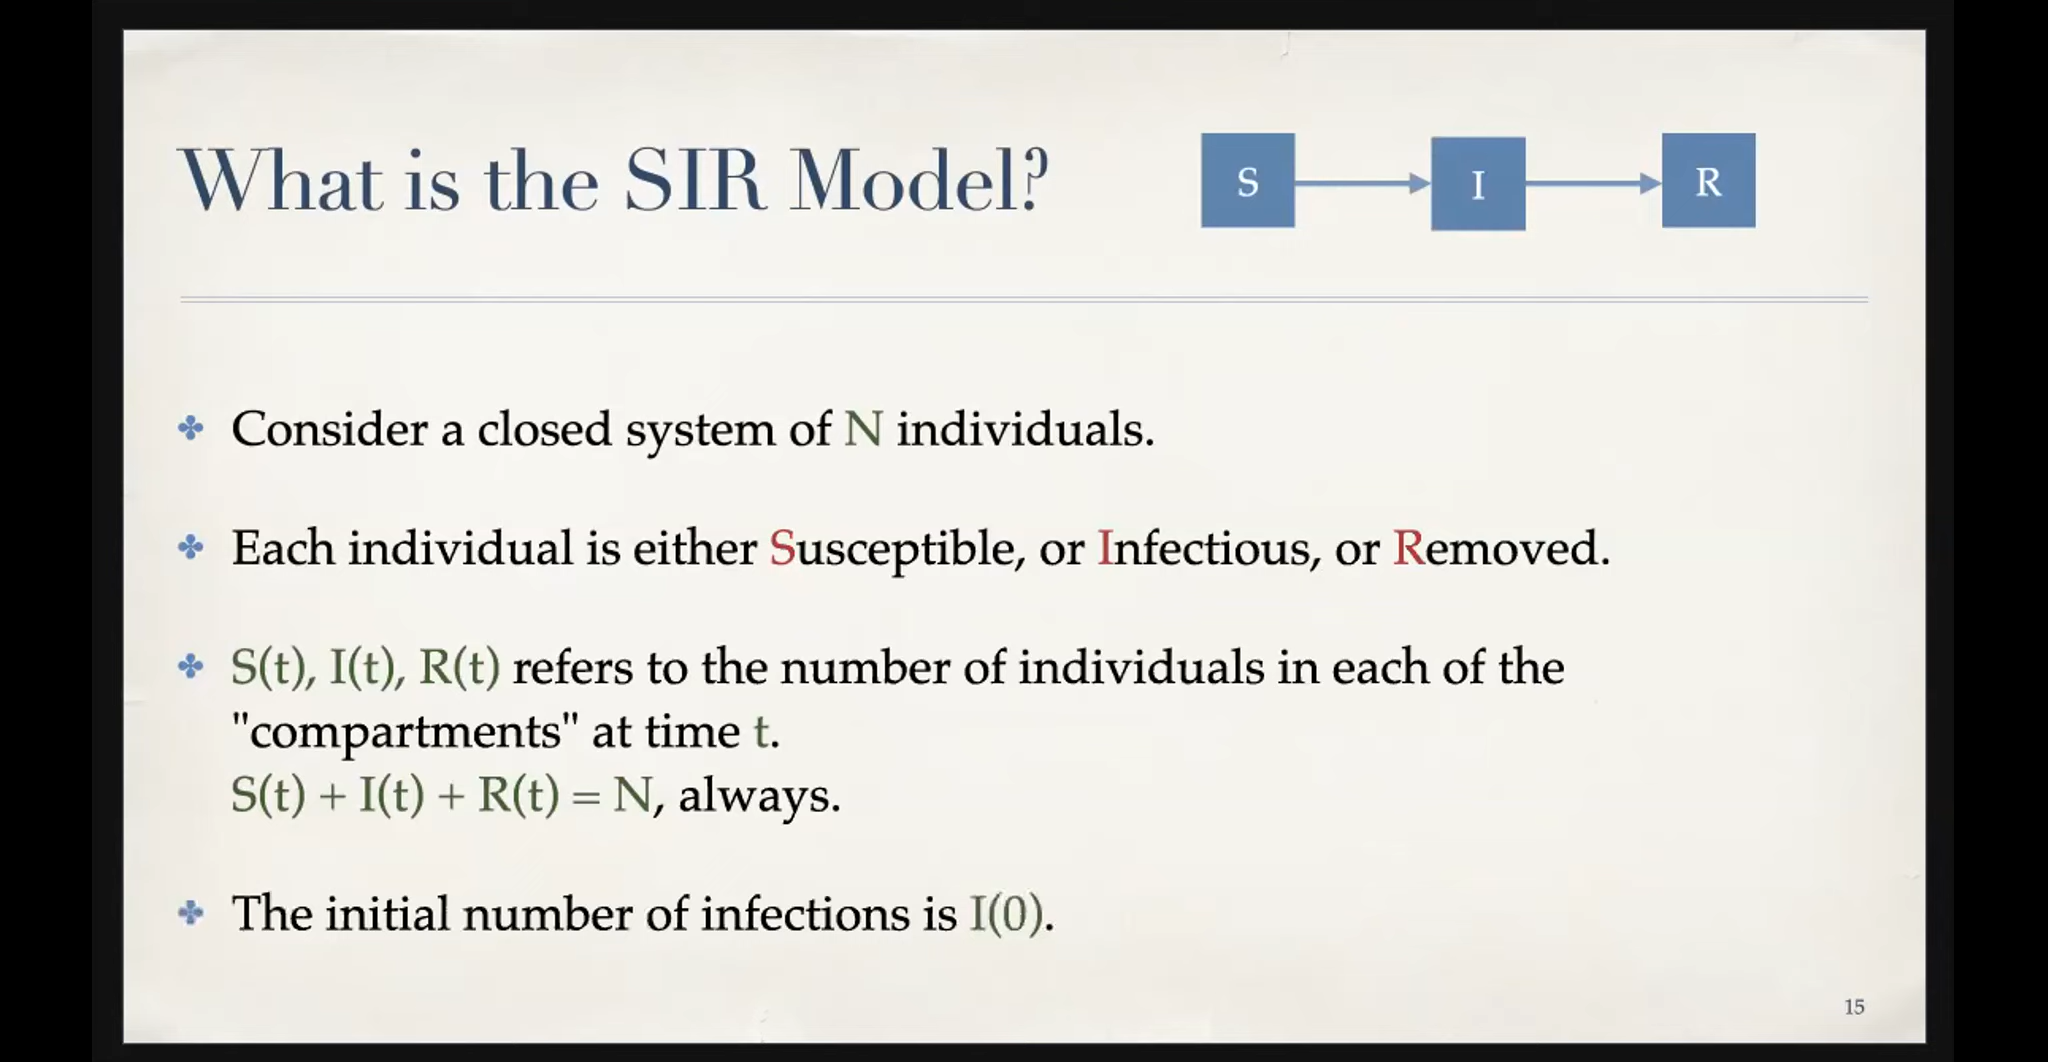 What is the SIR Model?
S
I
R
Consider a closed system of N individuals.
Each individual is either Susceptible, or Infectious, or Removed.
S(t), I(t), R(t) refers to the number of individuals in each of the
"compartments" at time t.
S(t) + I(t) + R(t) = N, always.
The initial number of infections is I(0).
15